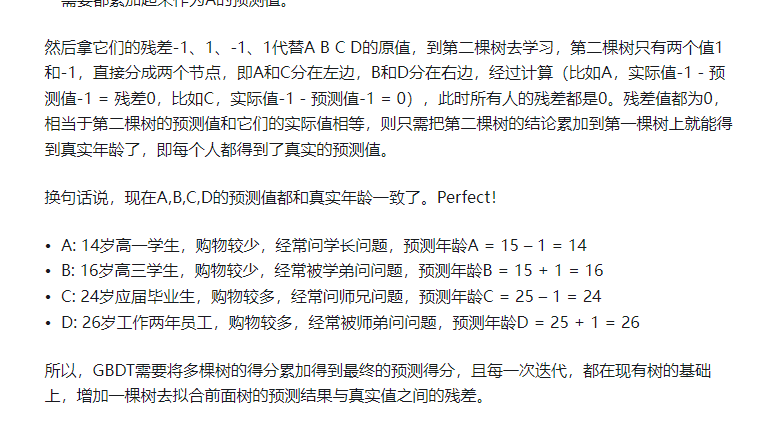 需要都累加起来作为A的预测值。
然后拿它们的残差-1、1、-1、1代替A B C D的原值，到第二棵树去学习，第二棵树只有两个值1
和-1，直接分成两个节点，即A和C分在左边，B和D分在右边，经过计算（比如A，实际值-1 - 预
测值-1 = 残差0，比如C，实际值-1 - 预测值-1 = 0），此时所有人的残差都是0。残差值都为0，
相当于第二棵树的预测值和它们的实际值相等，则只需把第二棵树的结论累加到第一棵树上就能得
到真实年龄了，即每个人都得到了真实的预测值。
换句话说，现在A,B,C,D的预测值都和真实年龄一致了。Perfect！
• A: 14岁高一学生，购物较少，经常问学长问题，预测年龄A = 15 – 1 = 14
• B: 16岁高三学生，购物较少，经常被学弟问问题，预测年龄B = 15 + 1 = 16
• C: 24岁应届毕业生，购物较多，经常问师兄问题，预测年龄C = 25 – 1 = 24
• D: 26岁工作两年员工，购物较多，经常被师弟问问题，预测年龄D = 25 + 1 = 26
所以，GBDT需要将多棵树的得分累加得到最终的预测得分，且每一次迭代，都在现有树的基础
上，增加一棵树去拟合前面树的预测结果与真实值之间的残差。